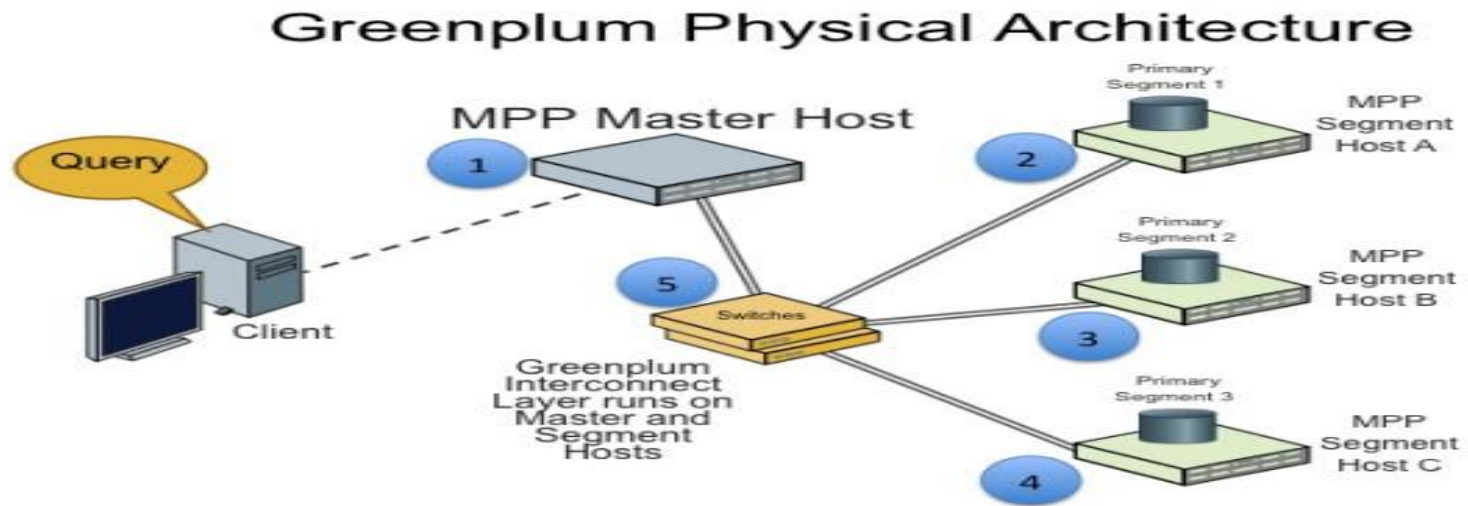 Greenplum Physical Architecture
Query
Client
MPP Master Host
1
5
Switches
Greenplum
Interconnect
Layer runs on
Master and
Segment
Hosts
2
Primary
Segment 1
MPP
Segment
Host A
Primary
Segment 2
MPP
Segment
Host B
3
Primary
Segment 3
MPP
Segment
Host C
4